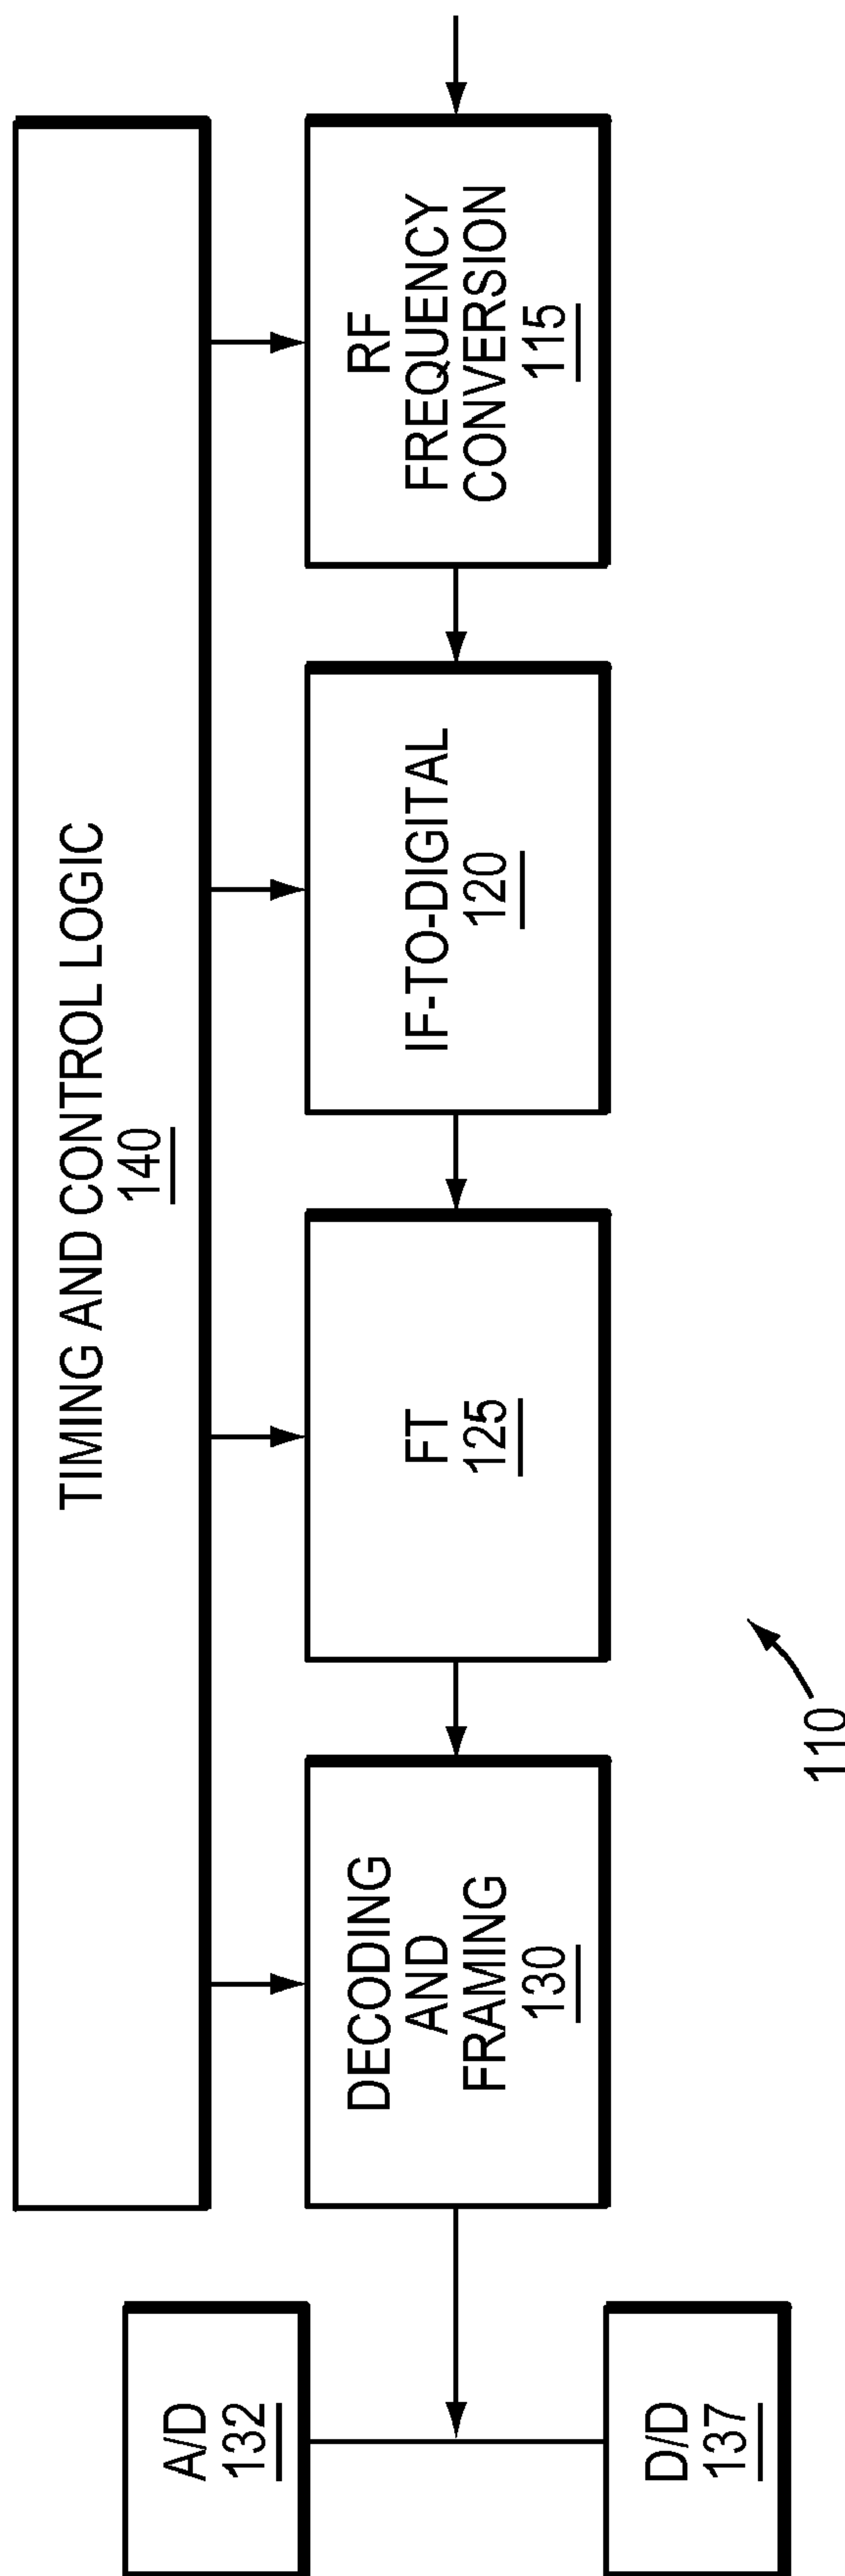 TIMING AND CONTROL LOGIC
140
A/D
132
D/D
137
DECODING
AND
FRAMING
130
FT
125
IF-TO-DIGITAL
120
RF
FREQUENCY
CONVERSION
115
110